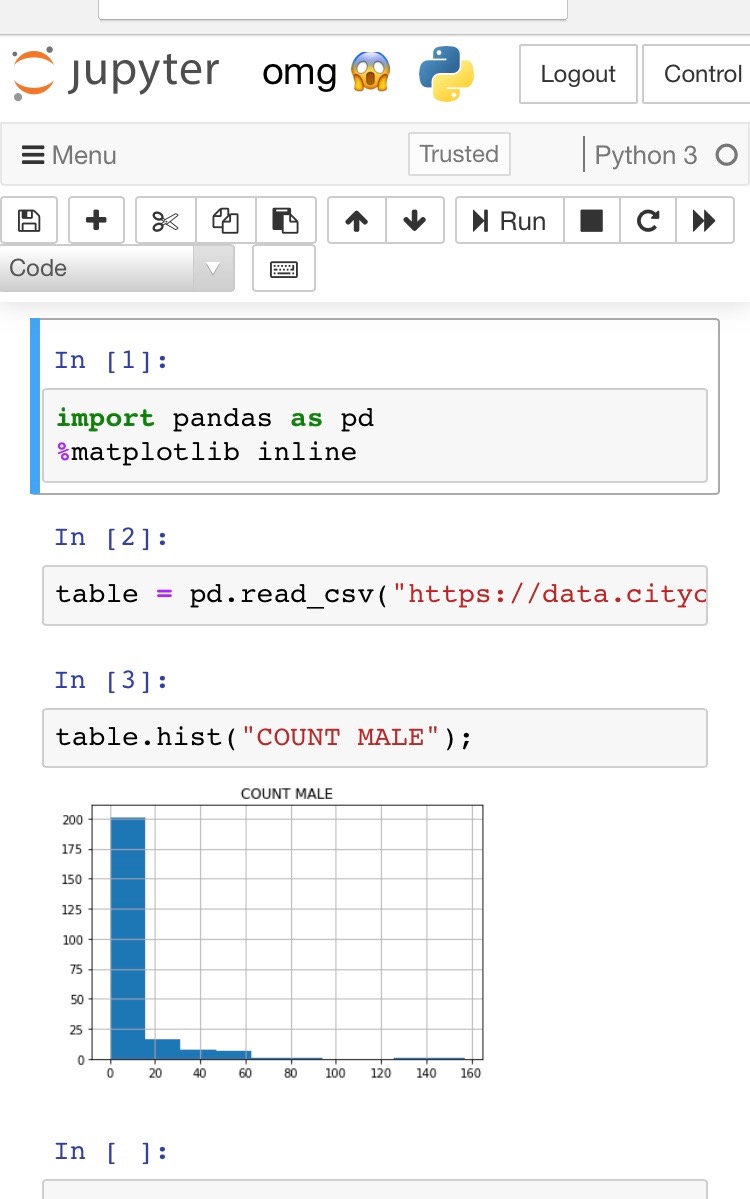 jupyter omg 😱 Logout Control
Menu Trusted Python 3
Run
Code
In [1]:
import pandas as pd
%matplotlib inline
In [2]:
table = pd.read_csv("https://data.cityc
In [3]:
table.hist("COUNT MALE");
COUNT MALE
200
175
150
125
100
75
50
25
0
0 20 40 60 80 100 120 140 160
In [ ]: